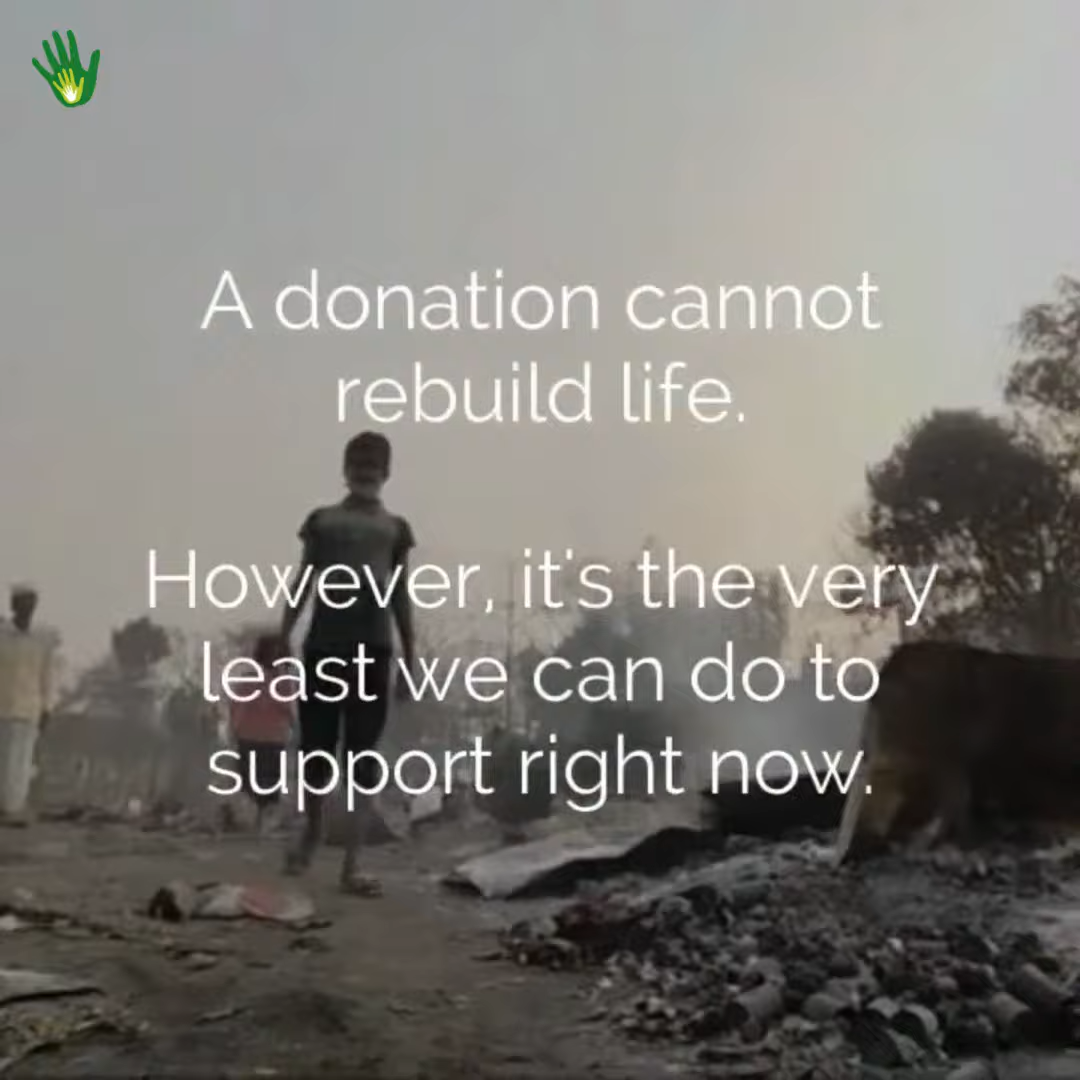 A donation cannot
rebuild life.
However, it's the very
least we can do to
support right now.